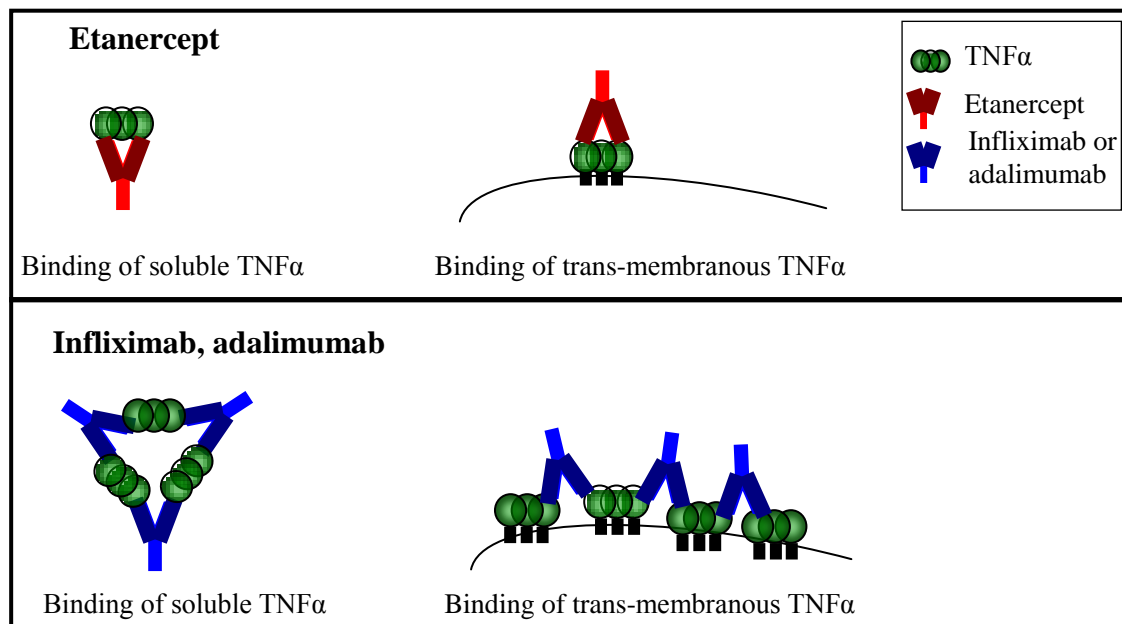 Etanercept
TNFα
Etanercept
Infliximab or
adalimumab
Binding of soluble TNFα
Binding of trans-membranous TNFα
Infliximab, adalimumab
Binding of soluble TNFα
Binding of trans-membranous TNFα